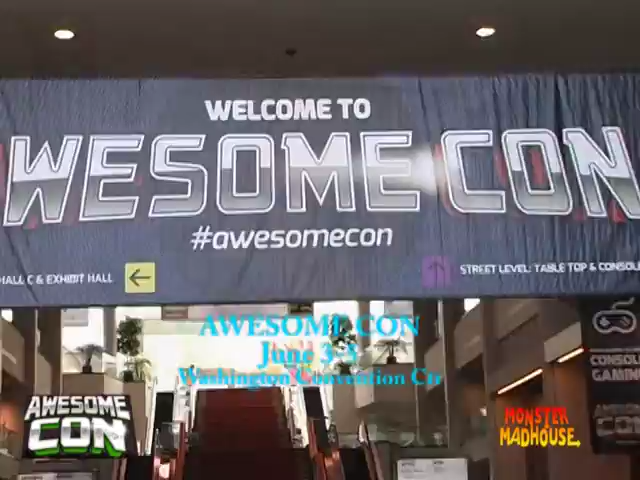 WELCOME TO
WESOME CON
#awesomecon
HALL C & EXHIBIT HALL
STREET LEVEL: TABLE TOP & CONSOLE
AWESOME CON
June 3-5
Washington Convention Ctr
CONSOLE
GAMING
AWESOME
CON
AWESOME
CON
MONSTER
MADHOUSE